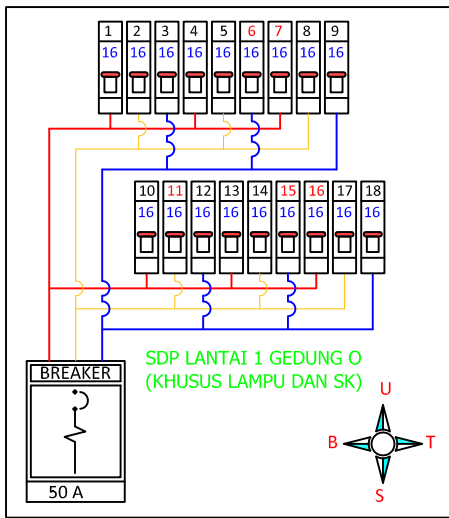 1 2 3 4 5 6 7 8 9
16 16 16 16 16 16 16 16 16
10 11 12 13 14 15 16 17 18
16 16 16 16 16 16 16 16 16
SDP LANTAI 1 GEDUNG O
(KHUSUS LAMPU DAN SK)
BREAKER
50 A
U
B T
S